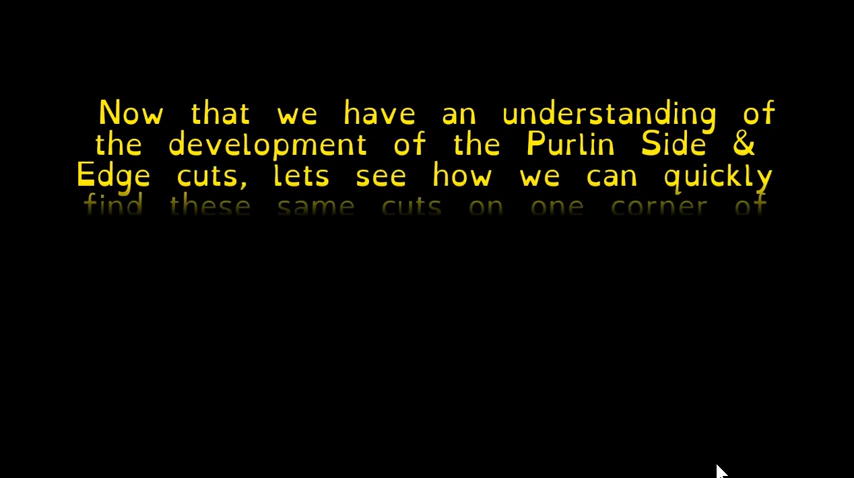 Now that we have an understanding of
the development of the Purlin Side &
Edge cuts, lets see how we can quickly
find these same cuts on one corner of